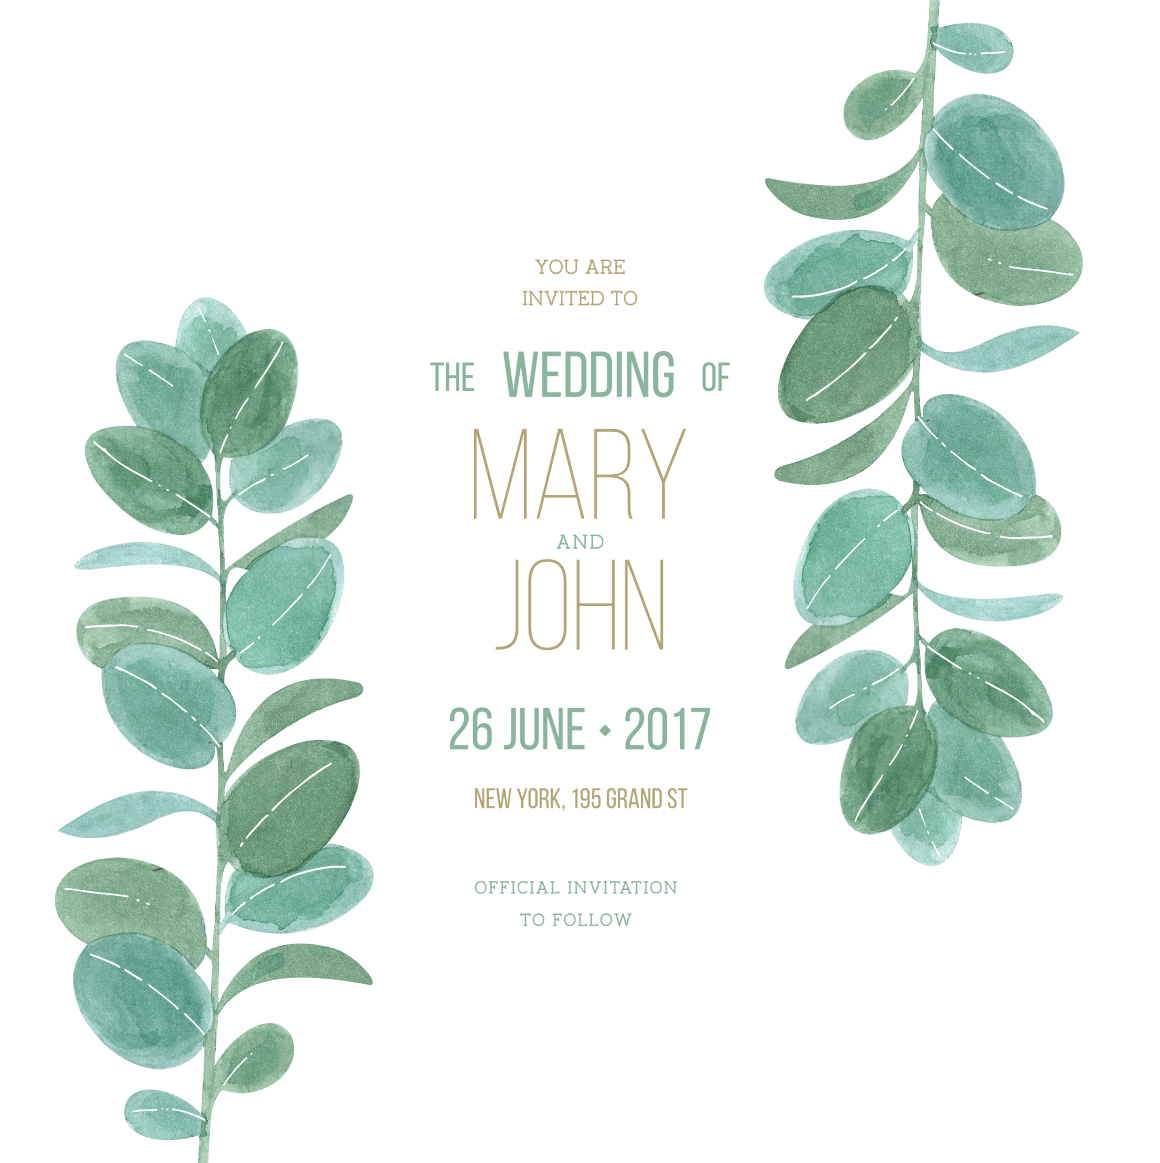 YOU ARE
INVITED TO
THE WEDDING OF
MARY
AND
JOHN
26 JUNE • 2017
NEW YORK, 195 GRAND ST
OFFICIAL INVITATION
TO FOLLOW